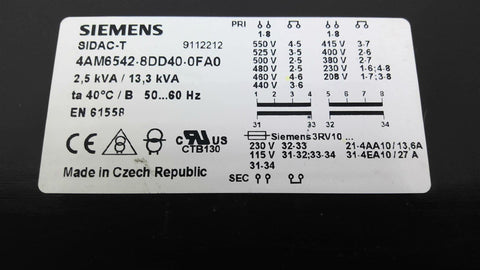 SIEMENS
SIDAC-T 9112212
4AM6542-8DD40-0FA0
2,5 kVA / 13,3 kVA
ta 40°C / B 50...60 Hz
EN 61558
CE
c UL US
CTB130
Made in Czech Republic
PRI
1-8 1-8
550 V 4-5 415 V 3-7
525 V 3-5 400 V 2-6
500 V 2-5 380 V 2-7
480 V 2-5 230 V 1-6;4-8
460 V 4-6 208 V 1-7;3-8
440 V 3-6
1 2 3 4 5 6 7 8
31 33 32 34
Siemens 3RV10 ...
230 V 32-33 21-4AA10 / 13,6A
115 V 31-32;33-34 31-4EA10 / 27 A
31-34
SEC